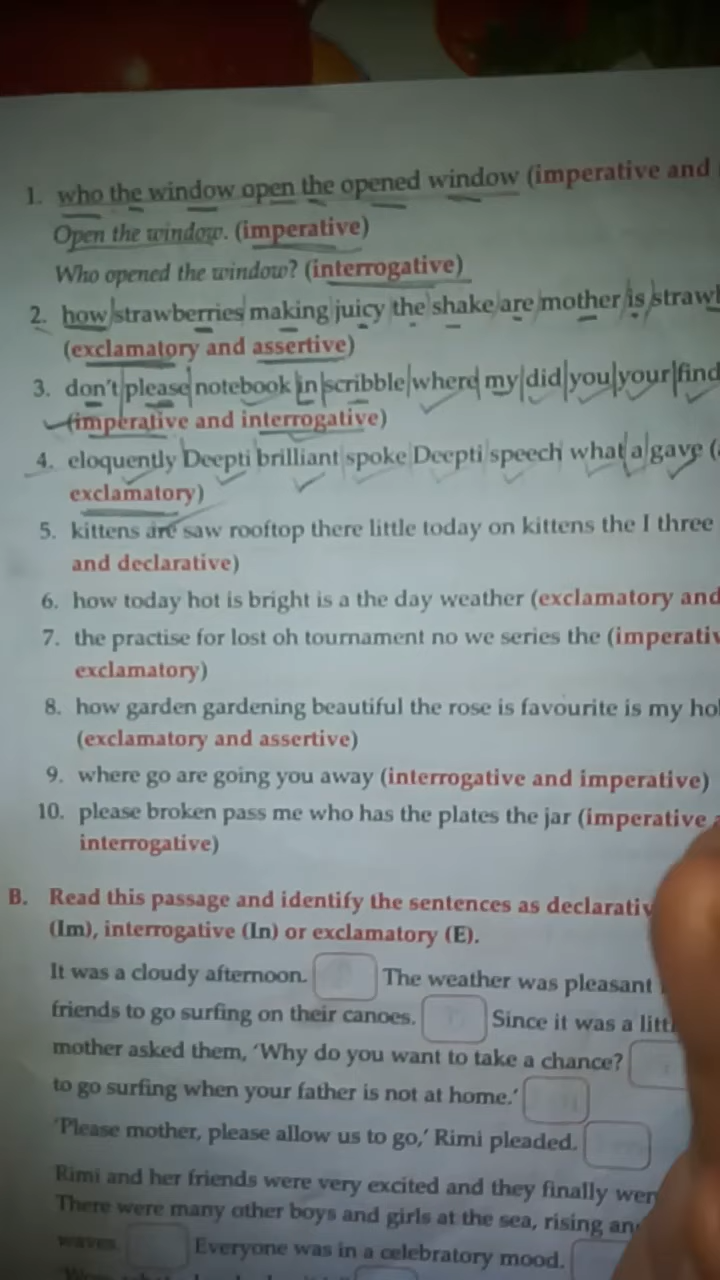 1. who the window open the opened window (imperative and
Open the window. (imperative)
Who opened the window? (interrogative)
2. how strawberries making juicy the shake are mother is
(exclamatory and assertive)
3. don't please notebook in scribble where my did you your find
(imperative and interrogative)
4. eloquently Deepti brilliant spoke Deepti speech what a gave (
exclamatory)
5. kittens are saw rooftop there little today on kittens the I three
and declarative)
6. how today hot is bright is a the day weather (exclamatory and
7. the practise for lost oh tournament no we series the
exclamatory)
8. how garden gardening beautiful the rose is favourite is my
(exclamatory and assertive)
9. where go are going you away (interrogative and imperative)
10. please broken pass me who has the plates the jar (imperative
interrogative)
B. Read this passage and identify the sentences as
(Im), interrogative (In) or exclamatory (E).
It was a cloudy afternoon. The weather was pleasant
friends to go surfing on their canoes. Since it was a
mother asked them, 'Why do you want to take a chance?
to go surfing when your father is not at home.'
'Please mother, please allow us to go,' Rimi pleaded.
Rimi and her friends were very excited and they finally
There were many other boys and girls at the sea, rising
waves. Everyone was in a celebratory mood.